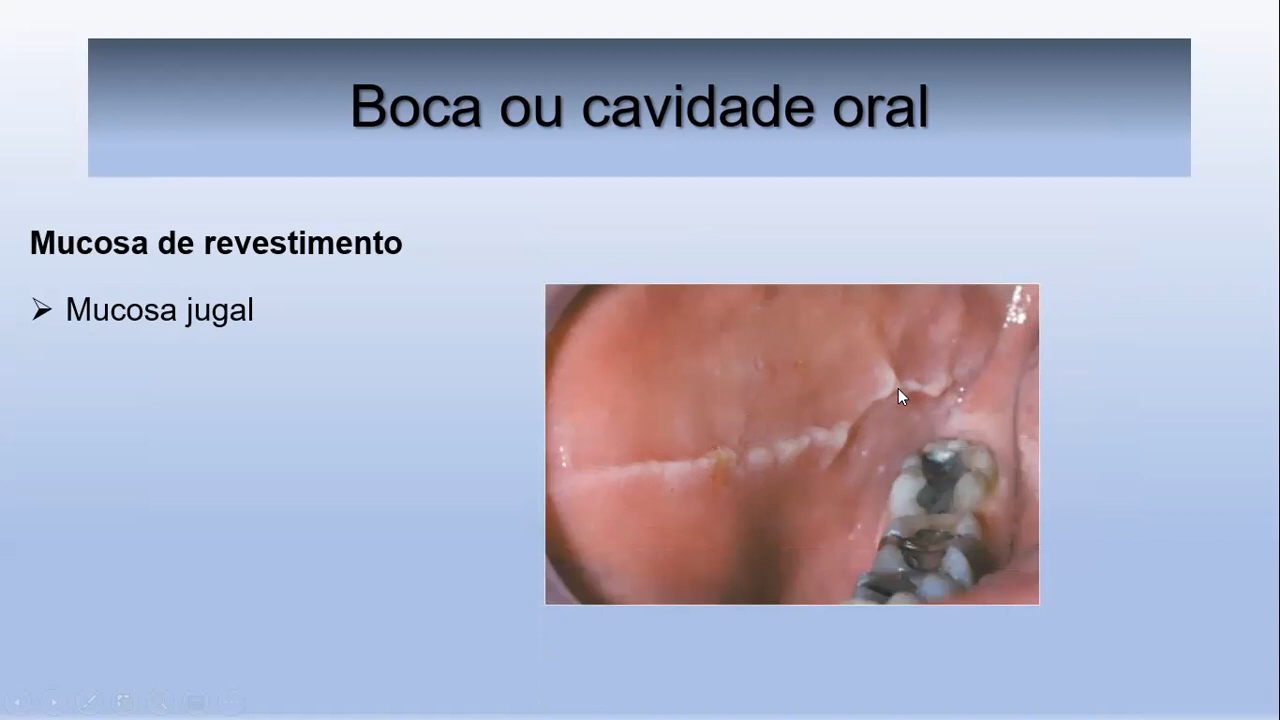 Boca ou cavidade oral
Mucosa de revestimento
Mucosa jugal